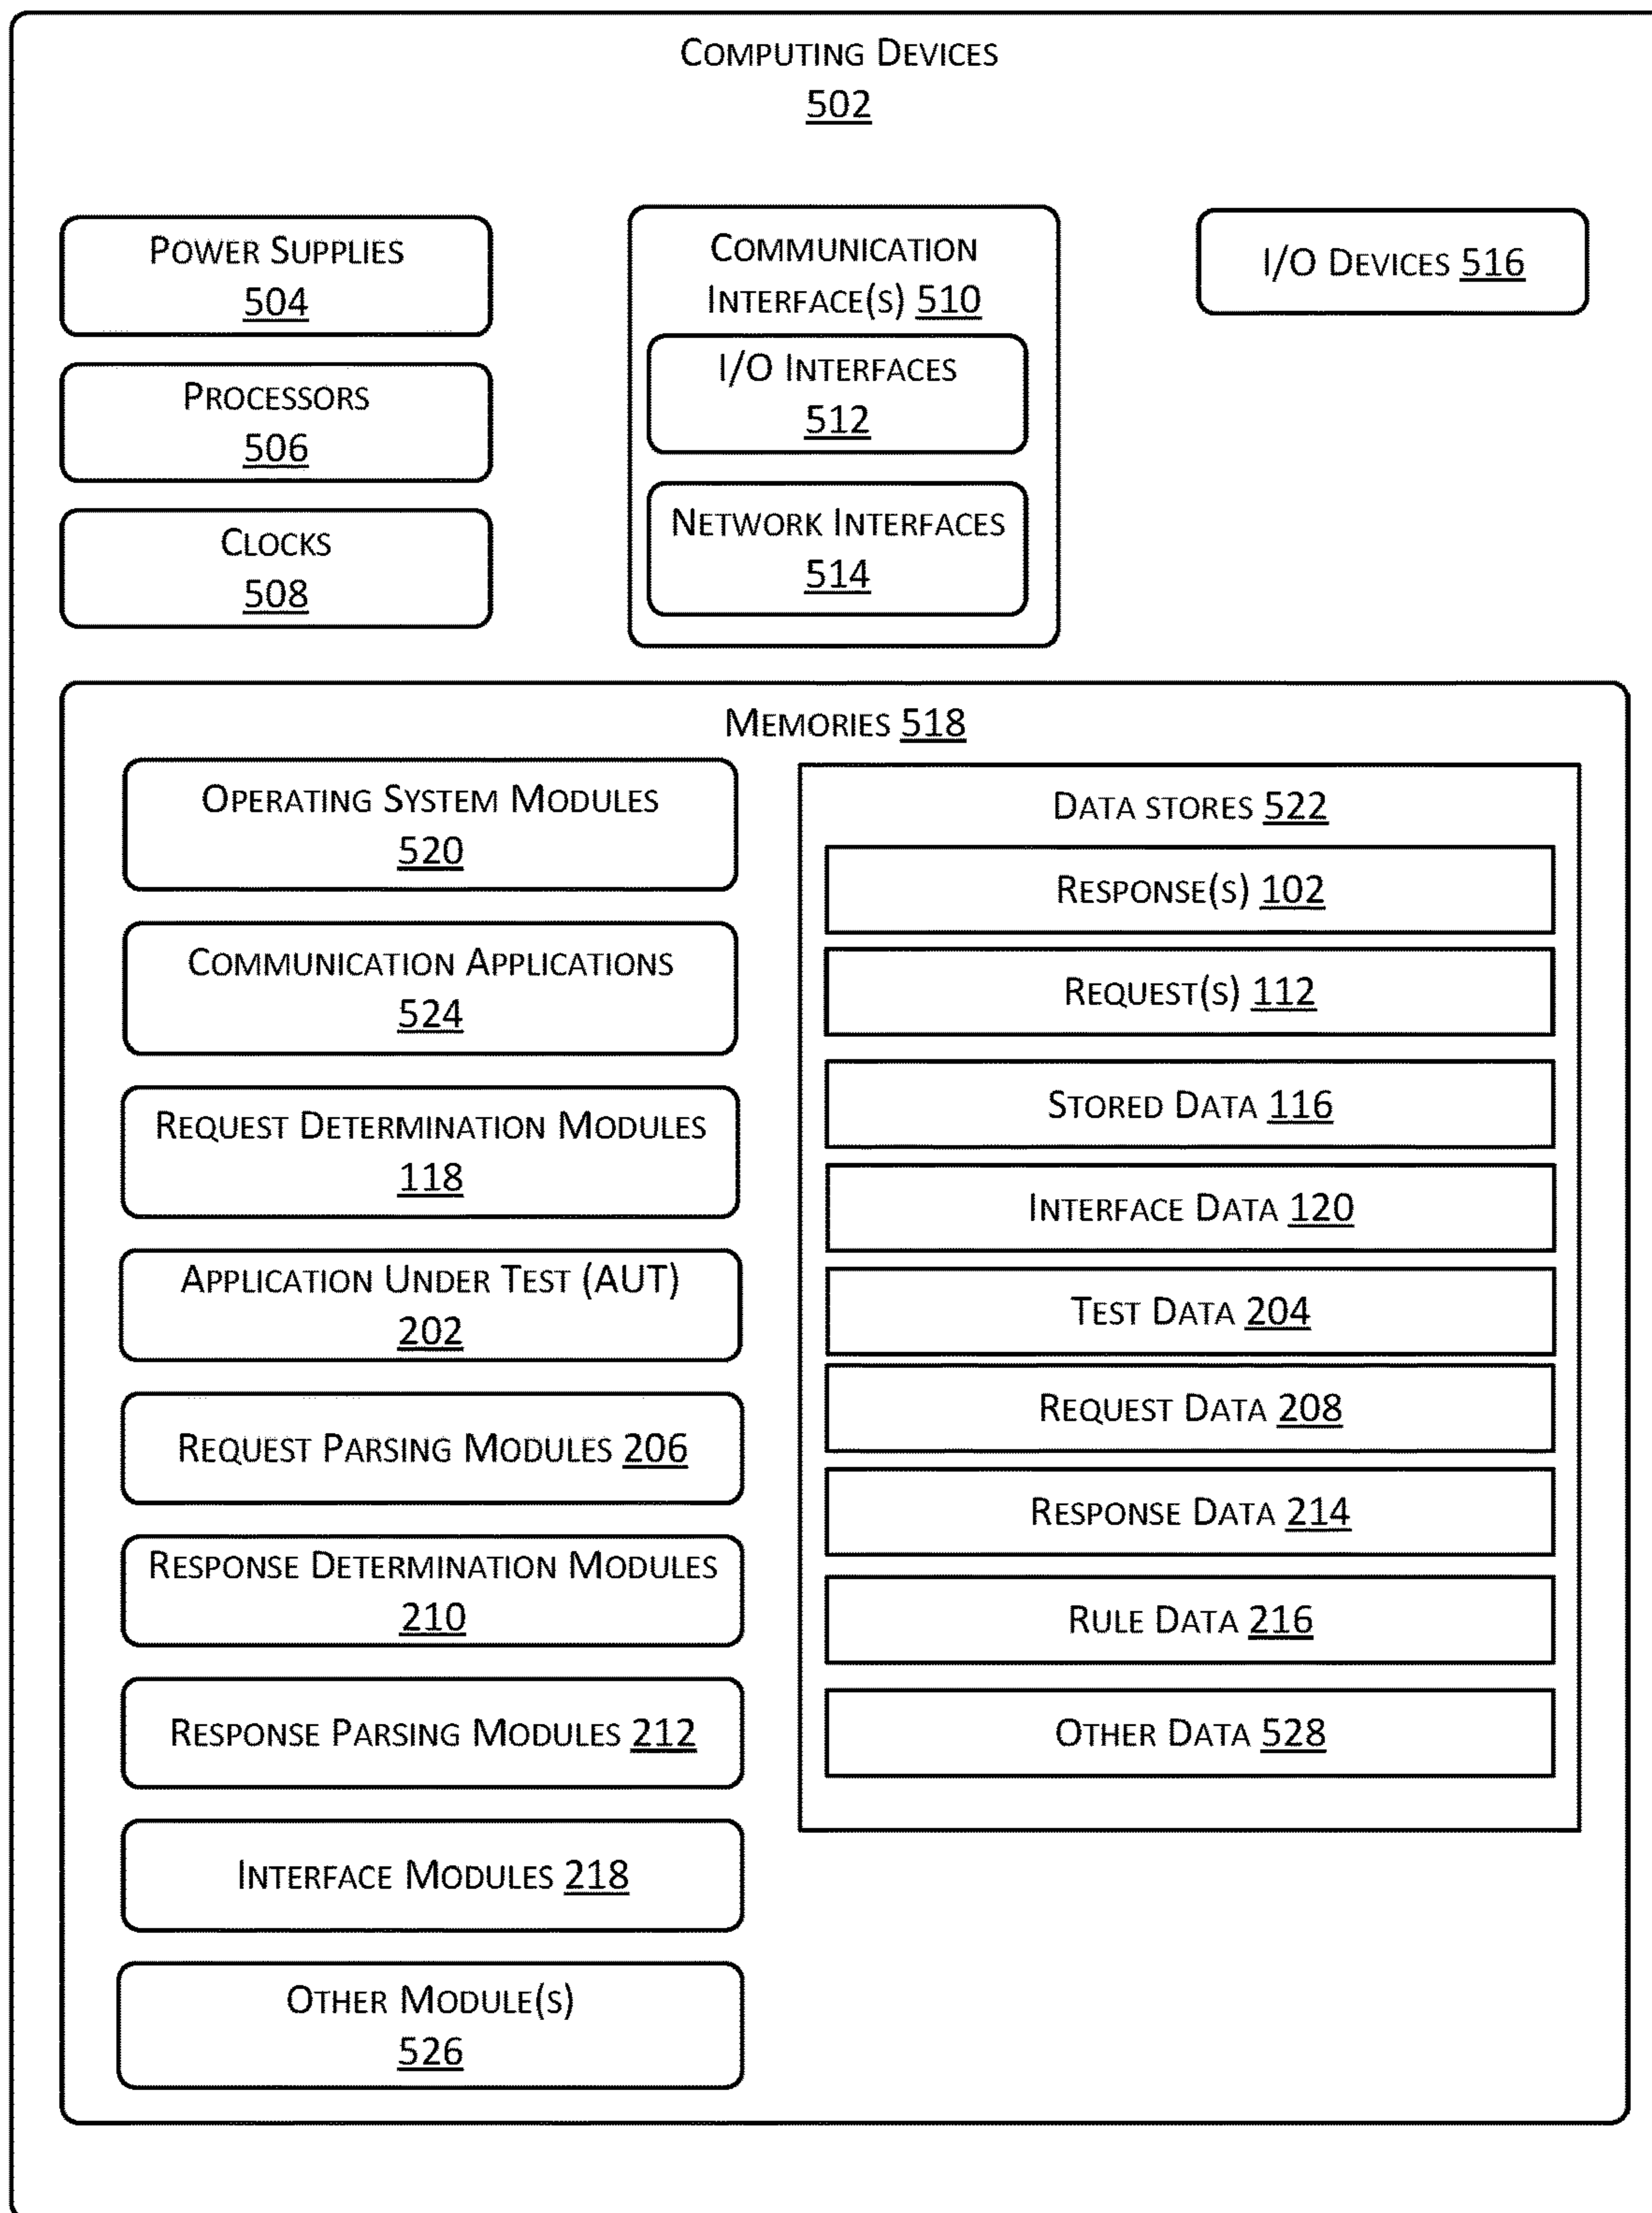 COMPUTING DEVICES
502
POWER SUPPLIES
504
PROCESSORS
506
CLOCKS
508
COMMUNICATION
INTERFACE(S) 510
I/O INTERFACES
512
NETWORK INTERFACES
514
I/O DEVICES 516
MEMORIES 518
OPERATING SYSTEM MODULES
520
COMMUNICATION APPLICATIONS
524
REQUEST DETERMINATION MODULES
118
APPLICATION UNDER TEST (AUT)
202
REQUEST PARSING MODULES 206
RESPONSE DETERMINATION MODULES
210
RESPONSE PARSING MODULES 212
INTERFACE MODULES 218
OTHER MODULE(S)
526
DATA STORES 522
RESPONSE(S) 102
REQUEST(S) 112
STORED DATA 116
INTERFACE DATA 120
TEST DATA 204
REQUEST DATA 208
RESPONSE DATA 214
RULE DATA 216
OTHER DATA 528